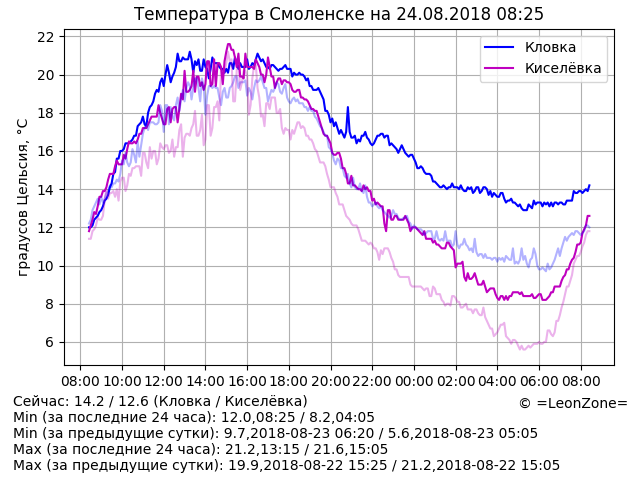 Температура в Смоленске на 24.08.2018 08:25
градусов Цельсия, °C
22
20
18
16
14
12
10
8
6
Кловка
Киселёвка
08:00 10:00 12:00 14:00 16:00 18:00 20:00 22:00 00:00 02:00 04:00 06:00 08:00
Сейчас: 14.2 / 12.6 (Кловка / Киселёвка)
© =LeonZone=
Min (за последние 24 часа): 12.0,08:25 / 8.2,04:05
Min (за предыдущие сутки): 9.7,2018-08-23 06:20 / 5.6,2018-08-23 05:05
Max (за последние 24 часа): 21.2,13:15 / 21.6,15:05
Max (за предыдущие сутки): 19.9,2018-08-22 15:25 / 21.2,2018-08-22 15:05